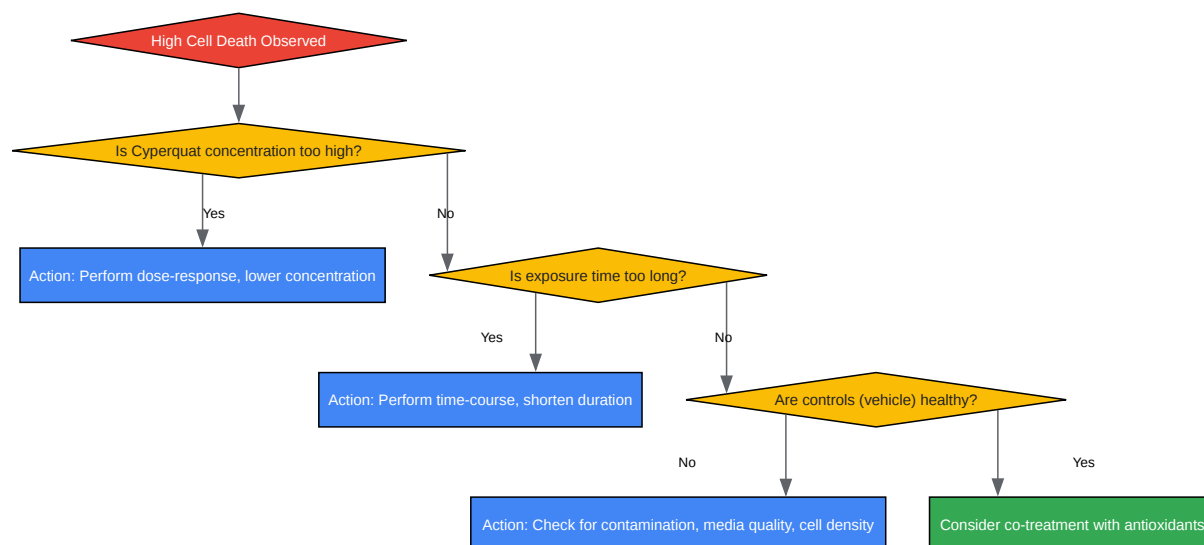 High Cell Death Observed
Is Cyperquat concentration too high?
Yes
No
Action: Perform dose-response, lower concentration
Is exposure time too long?
Yes
No
Action: Perform time-course, shorten duration
Are controls (vehicle) healthy?
No
Yes
Action: Check for contamination, media quality, cell density
Consider co-treatment with antioxidants